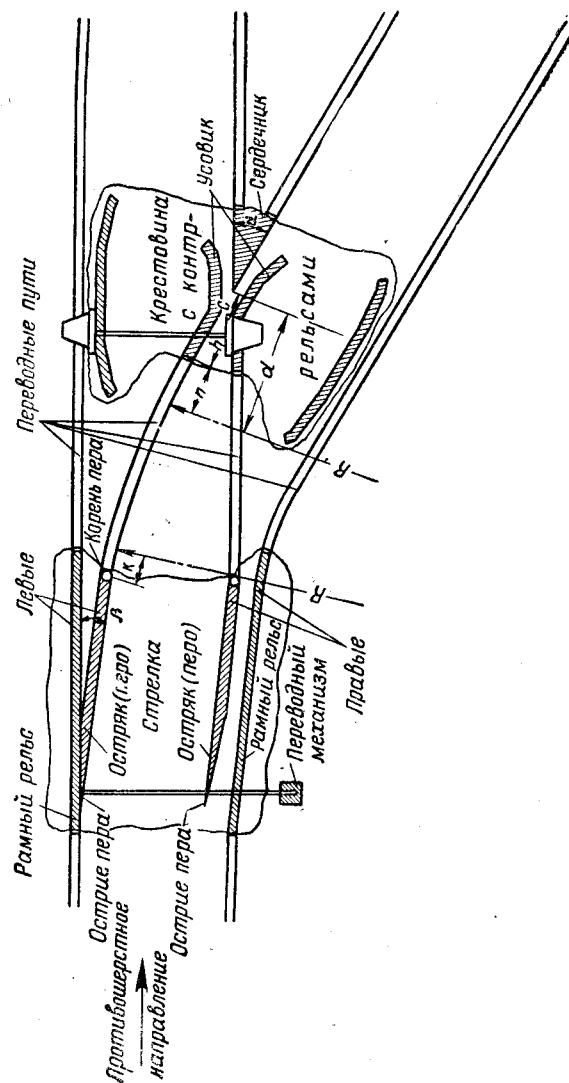 Рамный рельс
Левые
Переводные пути
Корень пера
Крестовина
с контр-
рельсами
Усовик
Сердечник
Остряк (перо)
Стрелка
Остряк (перо)
Рамный рельс
Правые
Переводный
механизм
Острие пера
Острие пера
Противошерстное
направление
β
К
R
R
n
h
α
С